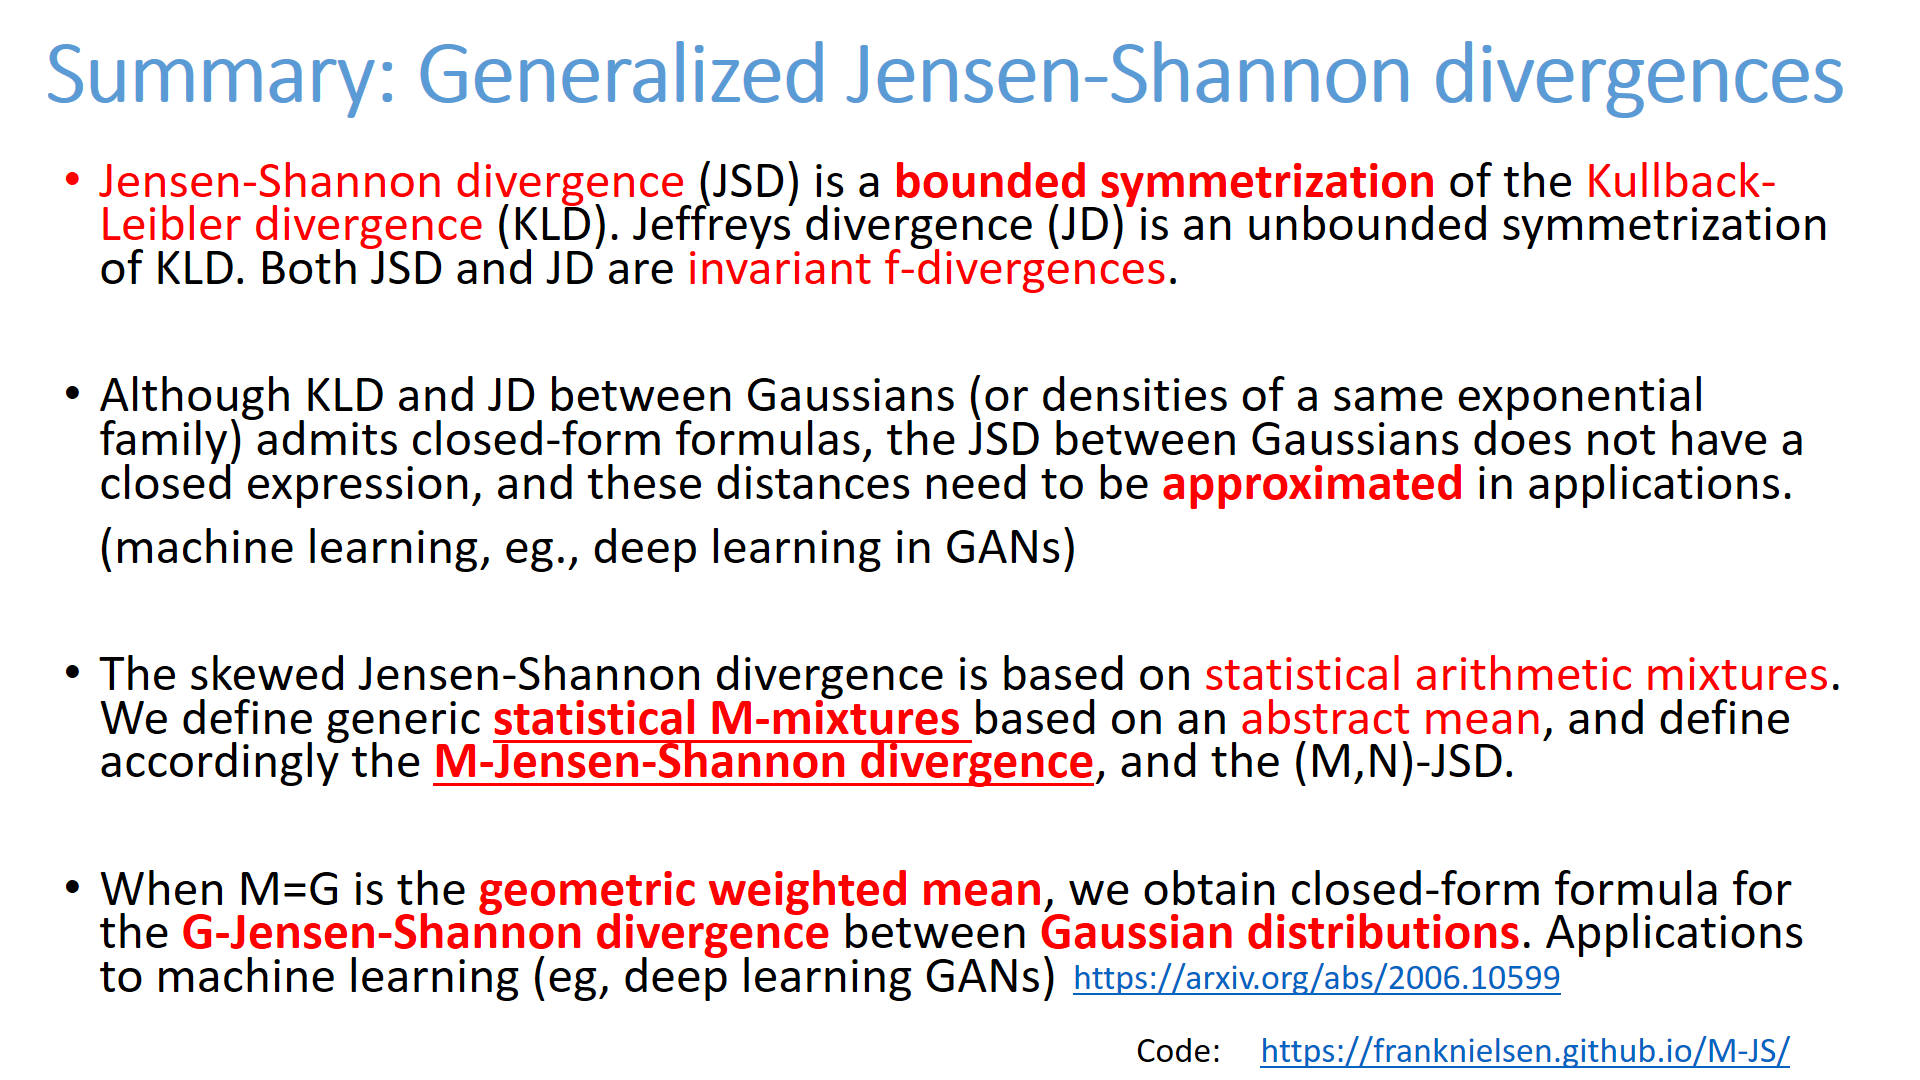 Summary: Generalized Jensen-Shannon divergences
• Jensen-Shannon divergence (JSD) is a bounded symmetrization of the Kullback-
Leibler divergence (KLD). Jeffreys divergence (JD) is an unbounded symmetrization
of KLD. Both JSD and JD are invariant f-divergences.
• Although KLD and JD between Gaussians (or densities of a same exponential
family) admits closed-form formulas, the JSD between Gaussians does not have a
closed expression, and these distances need to be approximated in applications.
(machine learning, eg., deep learning in GANs)
• The skewed Jensen-Shannon divergence is based on statistical arithmetic mixtures.
We define generic statistical M-mixtures based on an abstract mean, and define
accordingly the M-Jensen-Shannon divergence, and the (M,N)-JSD.
• When M=G is the geometric weighted mean, we obtain closed-form formula for
the G-Jensen-Shannon divergence between Gaussian distributions. Applications
to machine learning (eg, deep learning GANs) https://arxiv.org/abs/2006.10599
Code: https://franknielsen.github.io/M-JS/